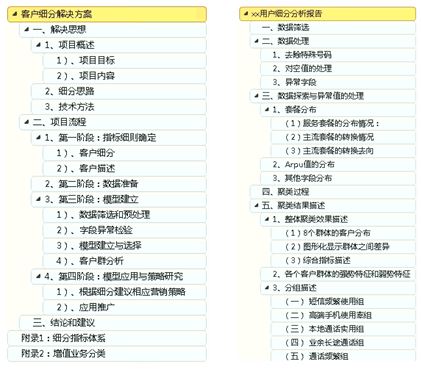 客户细分解决方案
一、解决思想
1、项目概述
1）、项目目标
2）、项目内容
2、细分思路
3、技术方法
二、项目流程
1、第一阶段：指标细则确定
1）、客户细分
2）、客户描述
2、第二阶段：数据准备
3、第三阶段：模型建立
1）、数据筛选和预处理
2）、字段异常检验
3）、模型建立与选择
4）、客户群分析
4、第四阶段：模型应用与策略研究
1）、根据细分建议相应营销策略
2）、应用推广
三、结论和建议
附录1：细分指标体系
附录2：增值业务分类
xx用户细分分析报告
一、数据筛选
二、数据处理
1、去除特殊号码
2、对空值的处理
3、异常字段
三、数据探索与异常值的处理
1、套餐分布
（1）服务套餐的分布情况：
（2）主流套餐的转换情况
（3）主流套餐的转换去向
2、Arpu值的分布
3、其他字段分布
四、聚类过程
五、聚类结果描述
1、整体聚类效果描述
（1）8个群体的客户分布
（2）图形化显示群体之间差异
（3）综合指标描述
2、各个客户群体的强势特征和弱势特征
3、分组描述
（一）短信频繁使用组
（二）高端手机使用率组
（三）本地通话实用组
（四）业余长途通话组
（五）通话频繁组